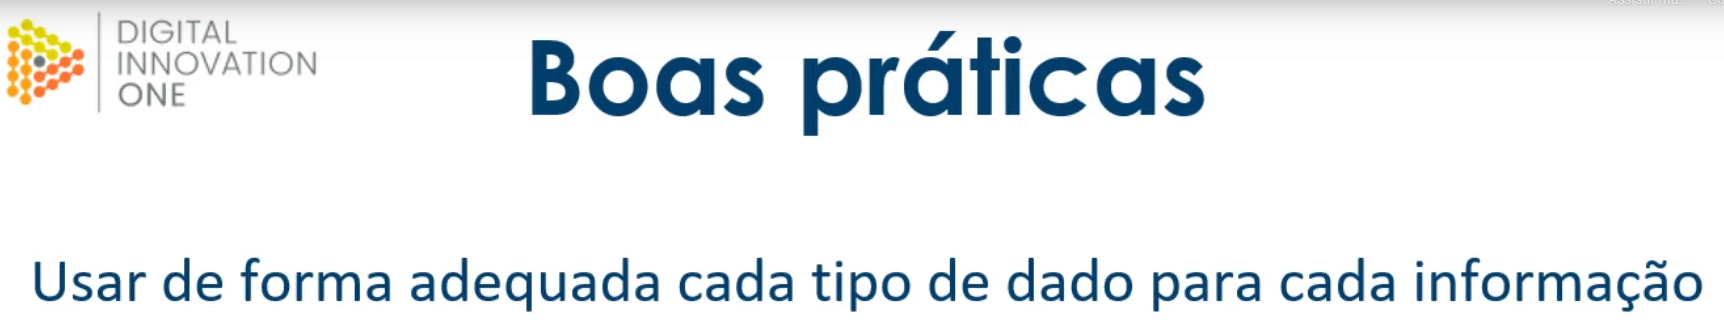 DIGITAL
INNOVATION
ONE
Boas práticas
Usar de forma adequada cada tipo de dado para cada informação